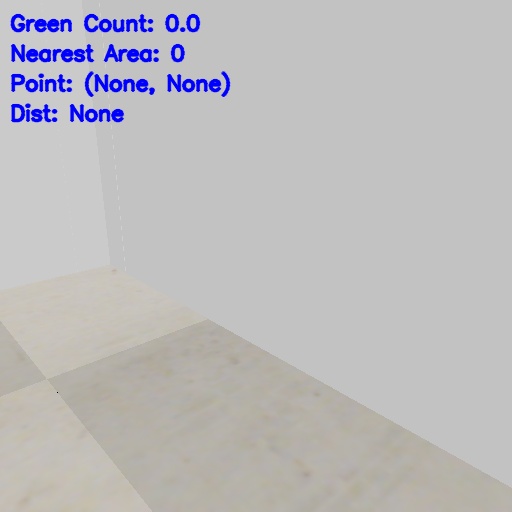 Green Count: 0.0
Nearest Area: 0
Point: (None, None)
Dist: None